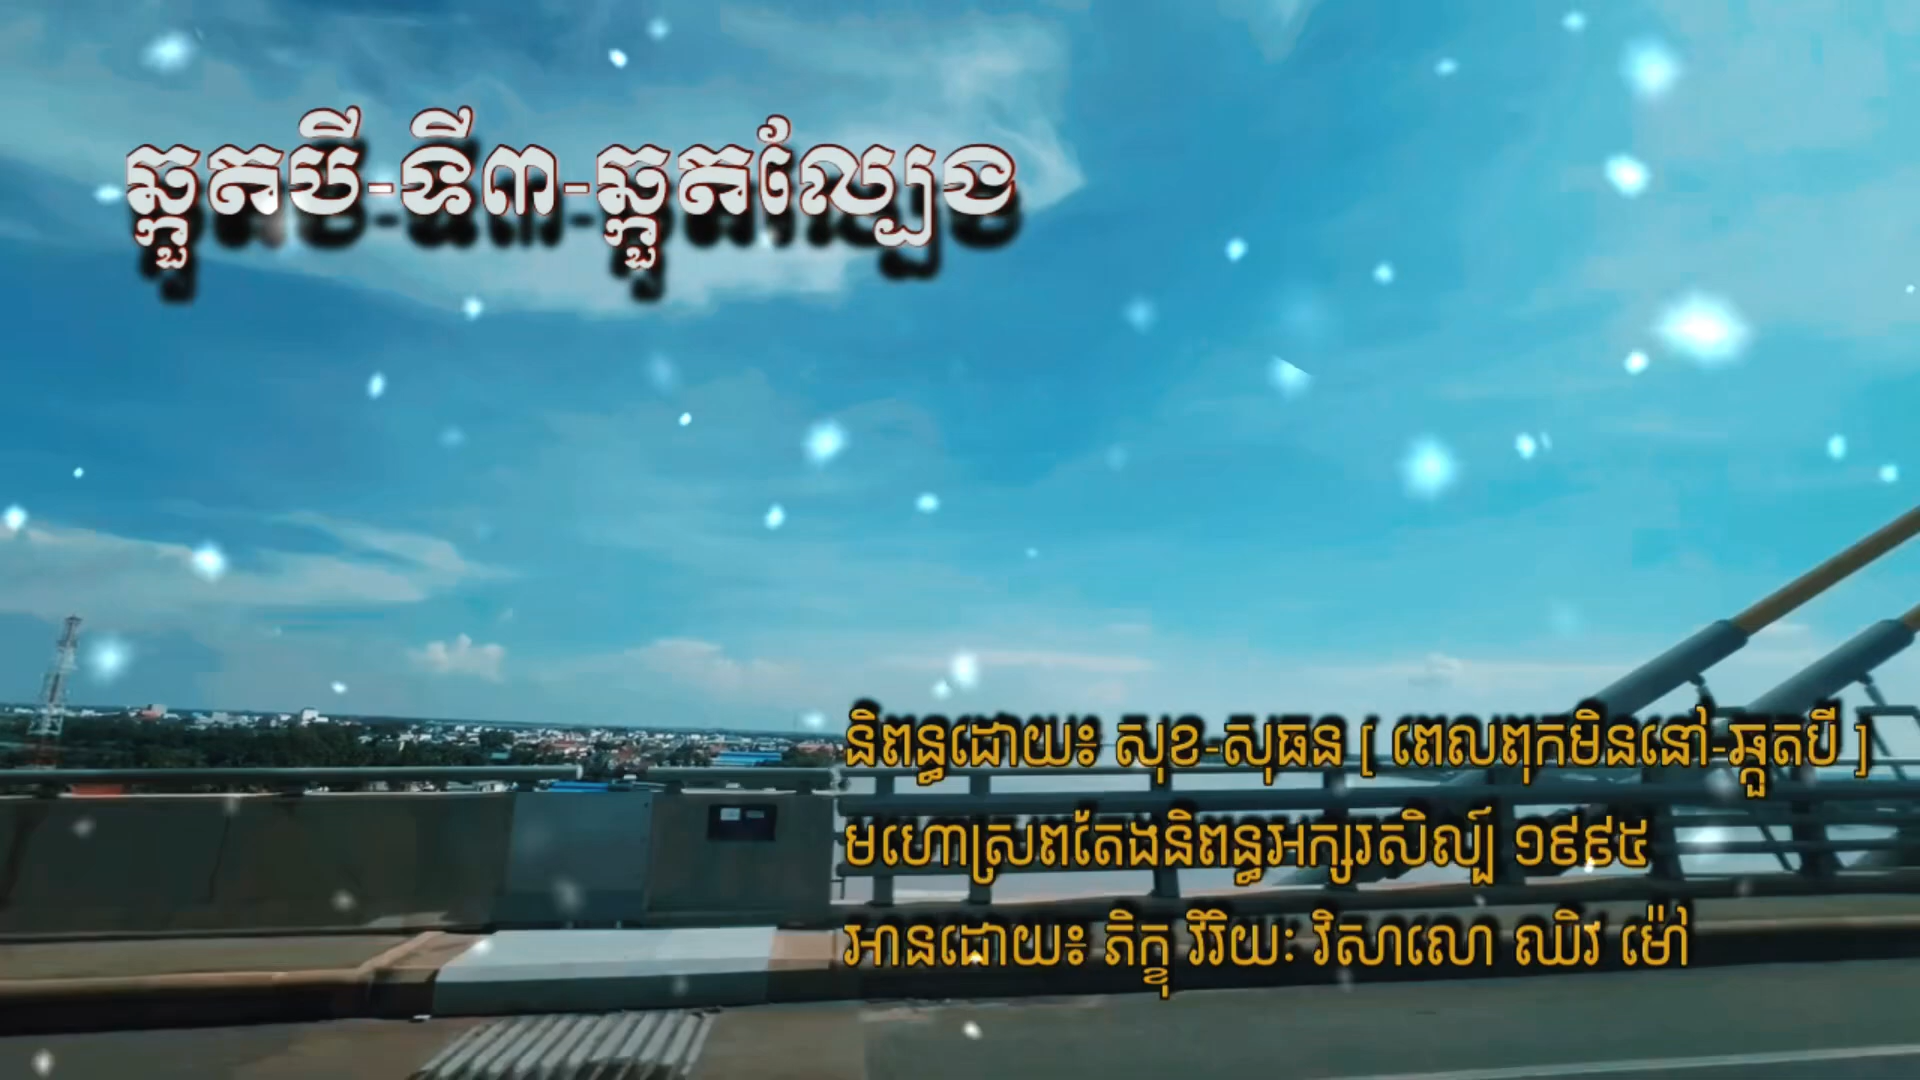 ឆ្កួតបី-ទី៣-ឆ្កួតល្បែង
និពន្ធដោយ៖ សុខ-សុធន [ ពេលពុកមិននៅ-ឆ្កួតបី ]
មហោស្រពតែងនិពន្ធអក្សរសិល្ប៍ ១៩៩៥
អានដោយ៖ ភិក្ខុ វិរិយៈ វិសាលោ ឈិវ ម៉ៅ